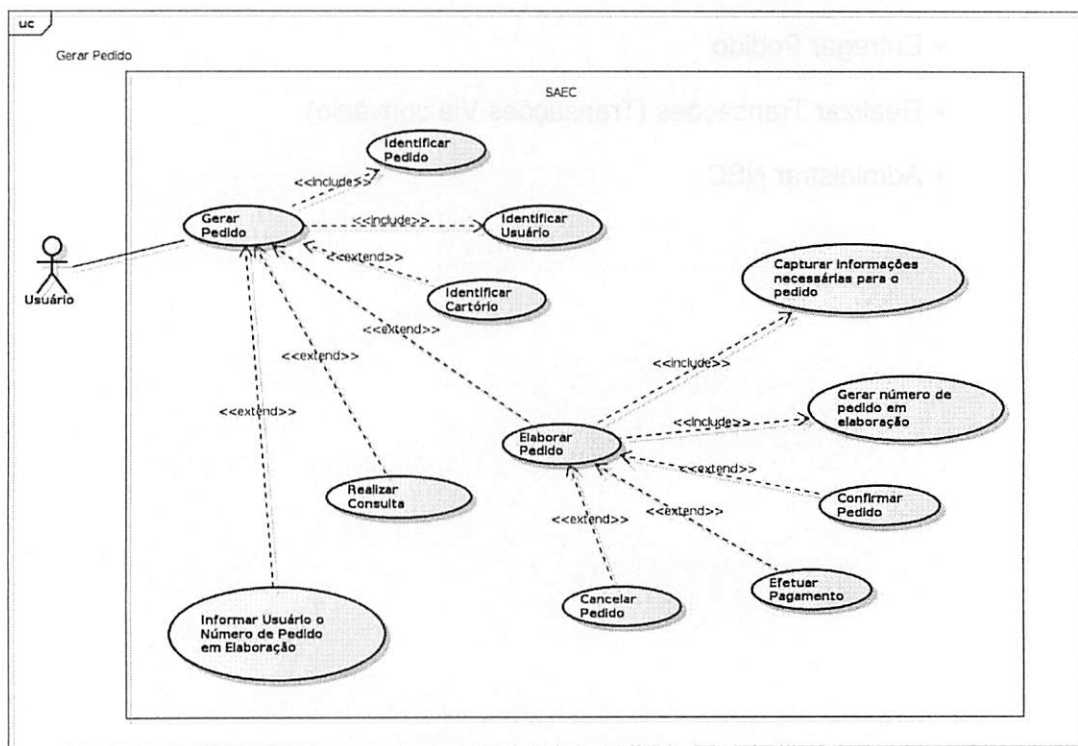 uc
• Entregar Pedido
Gerar Pedido
SAEC
• Realizar Transações (Transações Via convênio)
• Administrar NSC
Identificar
Pedido
<<include>>
Gerar
Pedido
<<include>>
Identificar
Usuário
<<extend>>
Identificar
Cartório
Usuário
Capturar Informações
necessárias para o
pedido
<<extend>>
<<extend>>
<<include>>
<<extend>>
Gerar número de
pedido em
elaboração
<<include>>
Elaborar
Pedido
<<extend>>
Realizar
Consulta
Confirmar
Pedido
<<extend>>
<<extend>>
Cancelar
Pedido
Efetuar
Pagamento
Informar Usuário o
Número de Pedido
em Elaboração